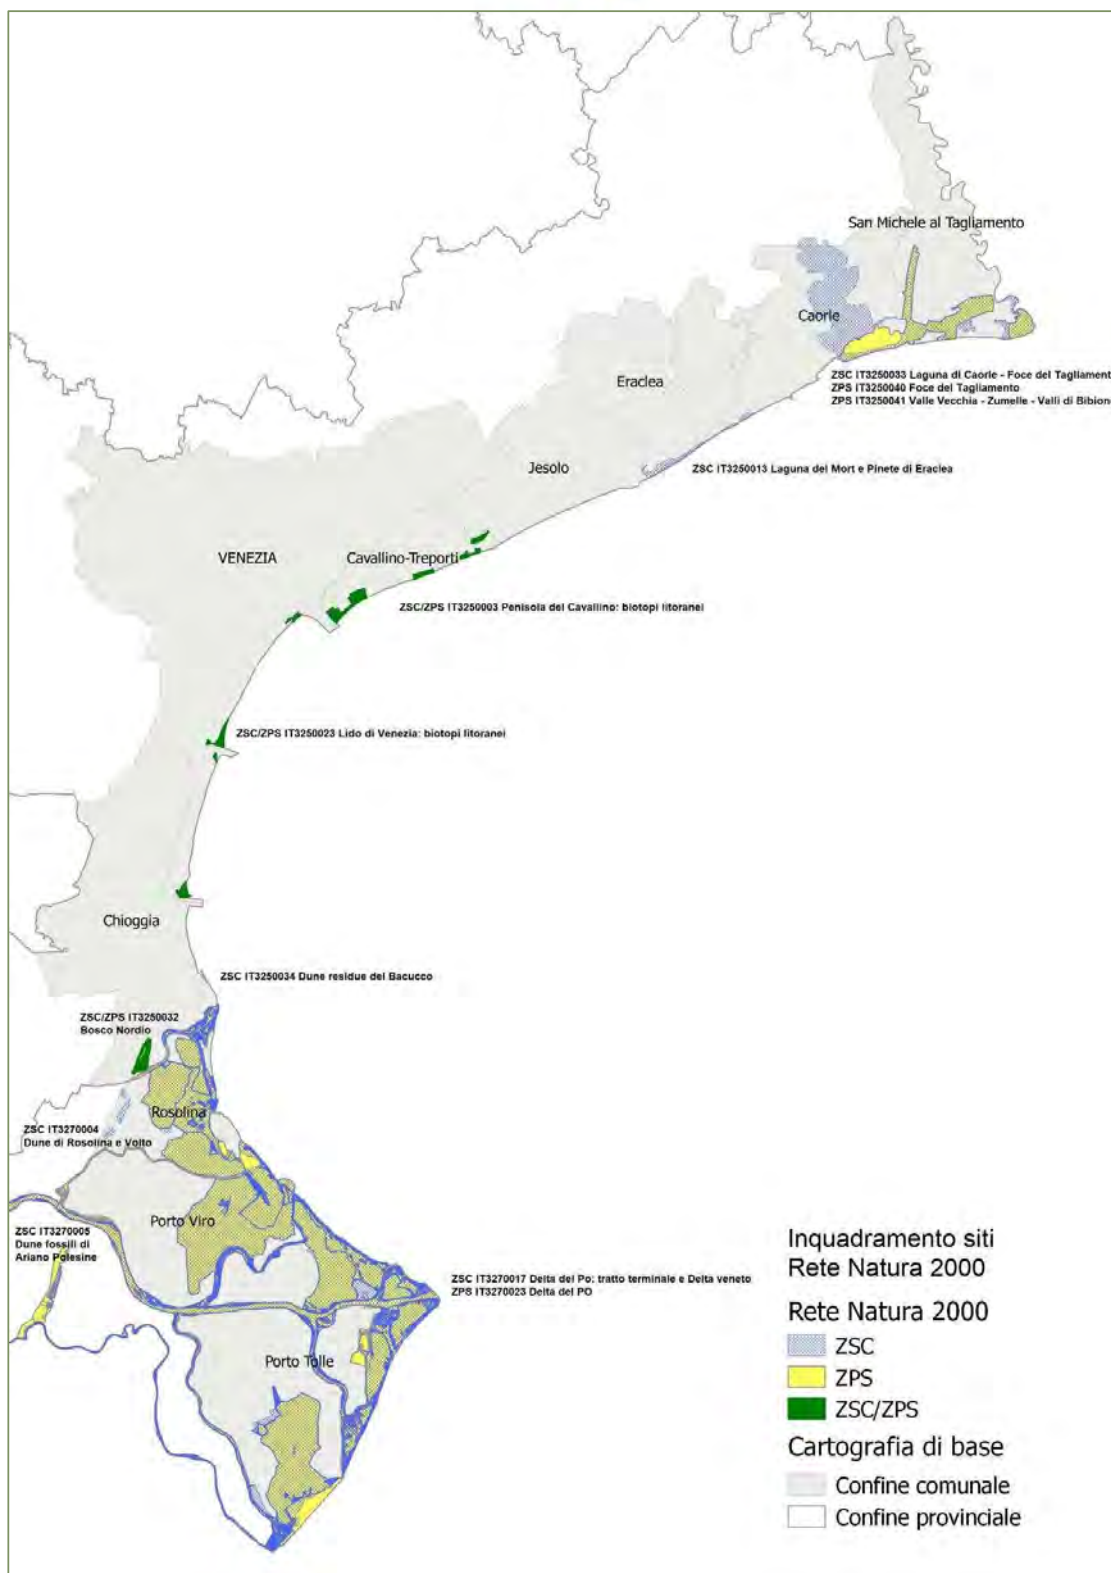 San Michele al Tagliamento
Caorle
ZSC IT3250033 Laguna di Caorle - Foce del Tagliament
ZPS IT3250040 Foce del Tagliamento
ZPS IT3250041 Valle Vecchia - Zumelle - Valli di Bibion
Eraclea
Jesolo
ZSC IT3250013 Laguna del Mort e Pinete di Eraclea
VENEZIA
Cavallino-Treporti
ZSC/ZPS IT3250003 Penisola del Cavallino: biotopi litoranei
ZSC/ZPS IT3250023 Lido di Venezia: biotopi litoranei
Chioggia
ZSC IT3250034 Dune residue del Bacucco
ZSC/ZPS IT3250032
Bosco Nordio
Rosolina
ZSC IT3270004
Dune di Rosolina e Volto
Porto Viro
ZSC IT3270005
Dune fossili di
Ariano Polesine
ZSC IT3270017 Delta del Po: tratto terminale e Delta veneto
ZPS IT3270023 Delta del PO
Porto Tolle
Inquadramento siti
Rete Natura 2000
Rete Natura 2000
ZSC
ZPS
ZSC/ZPS
Cartografia di base
Confine comunale
Confine provinciale